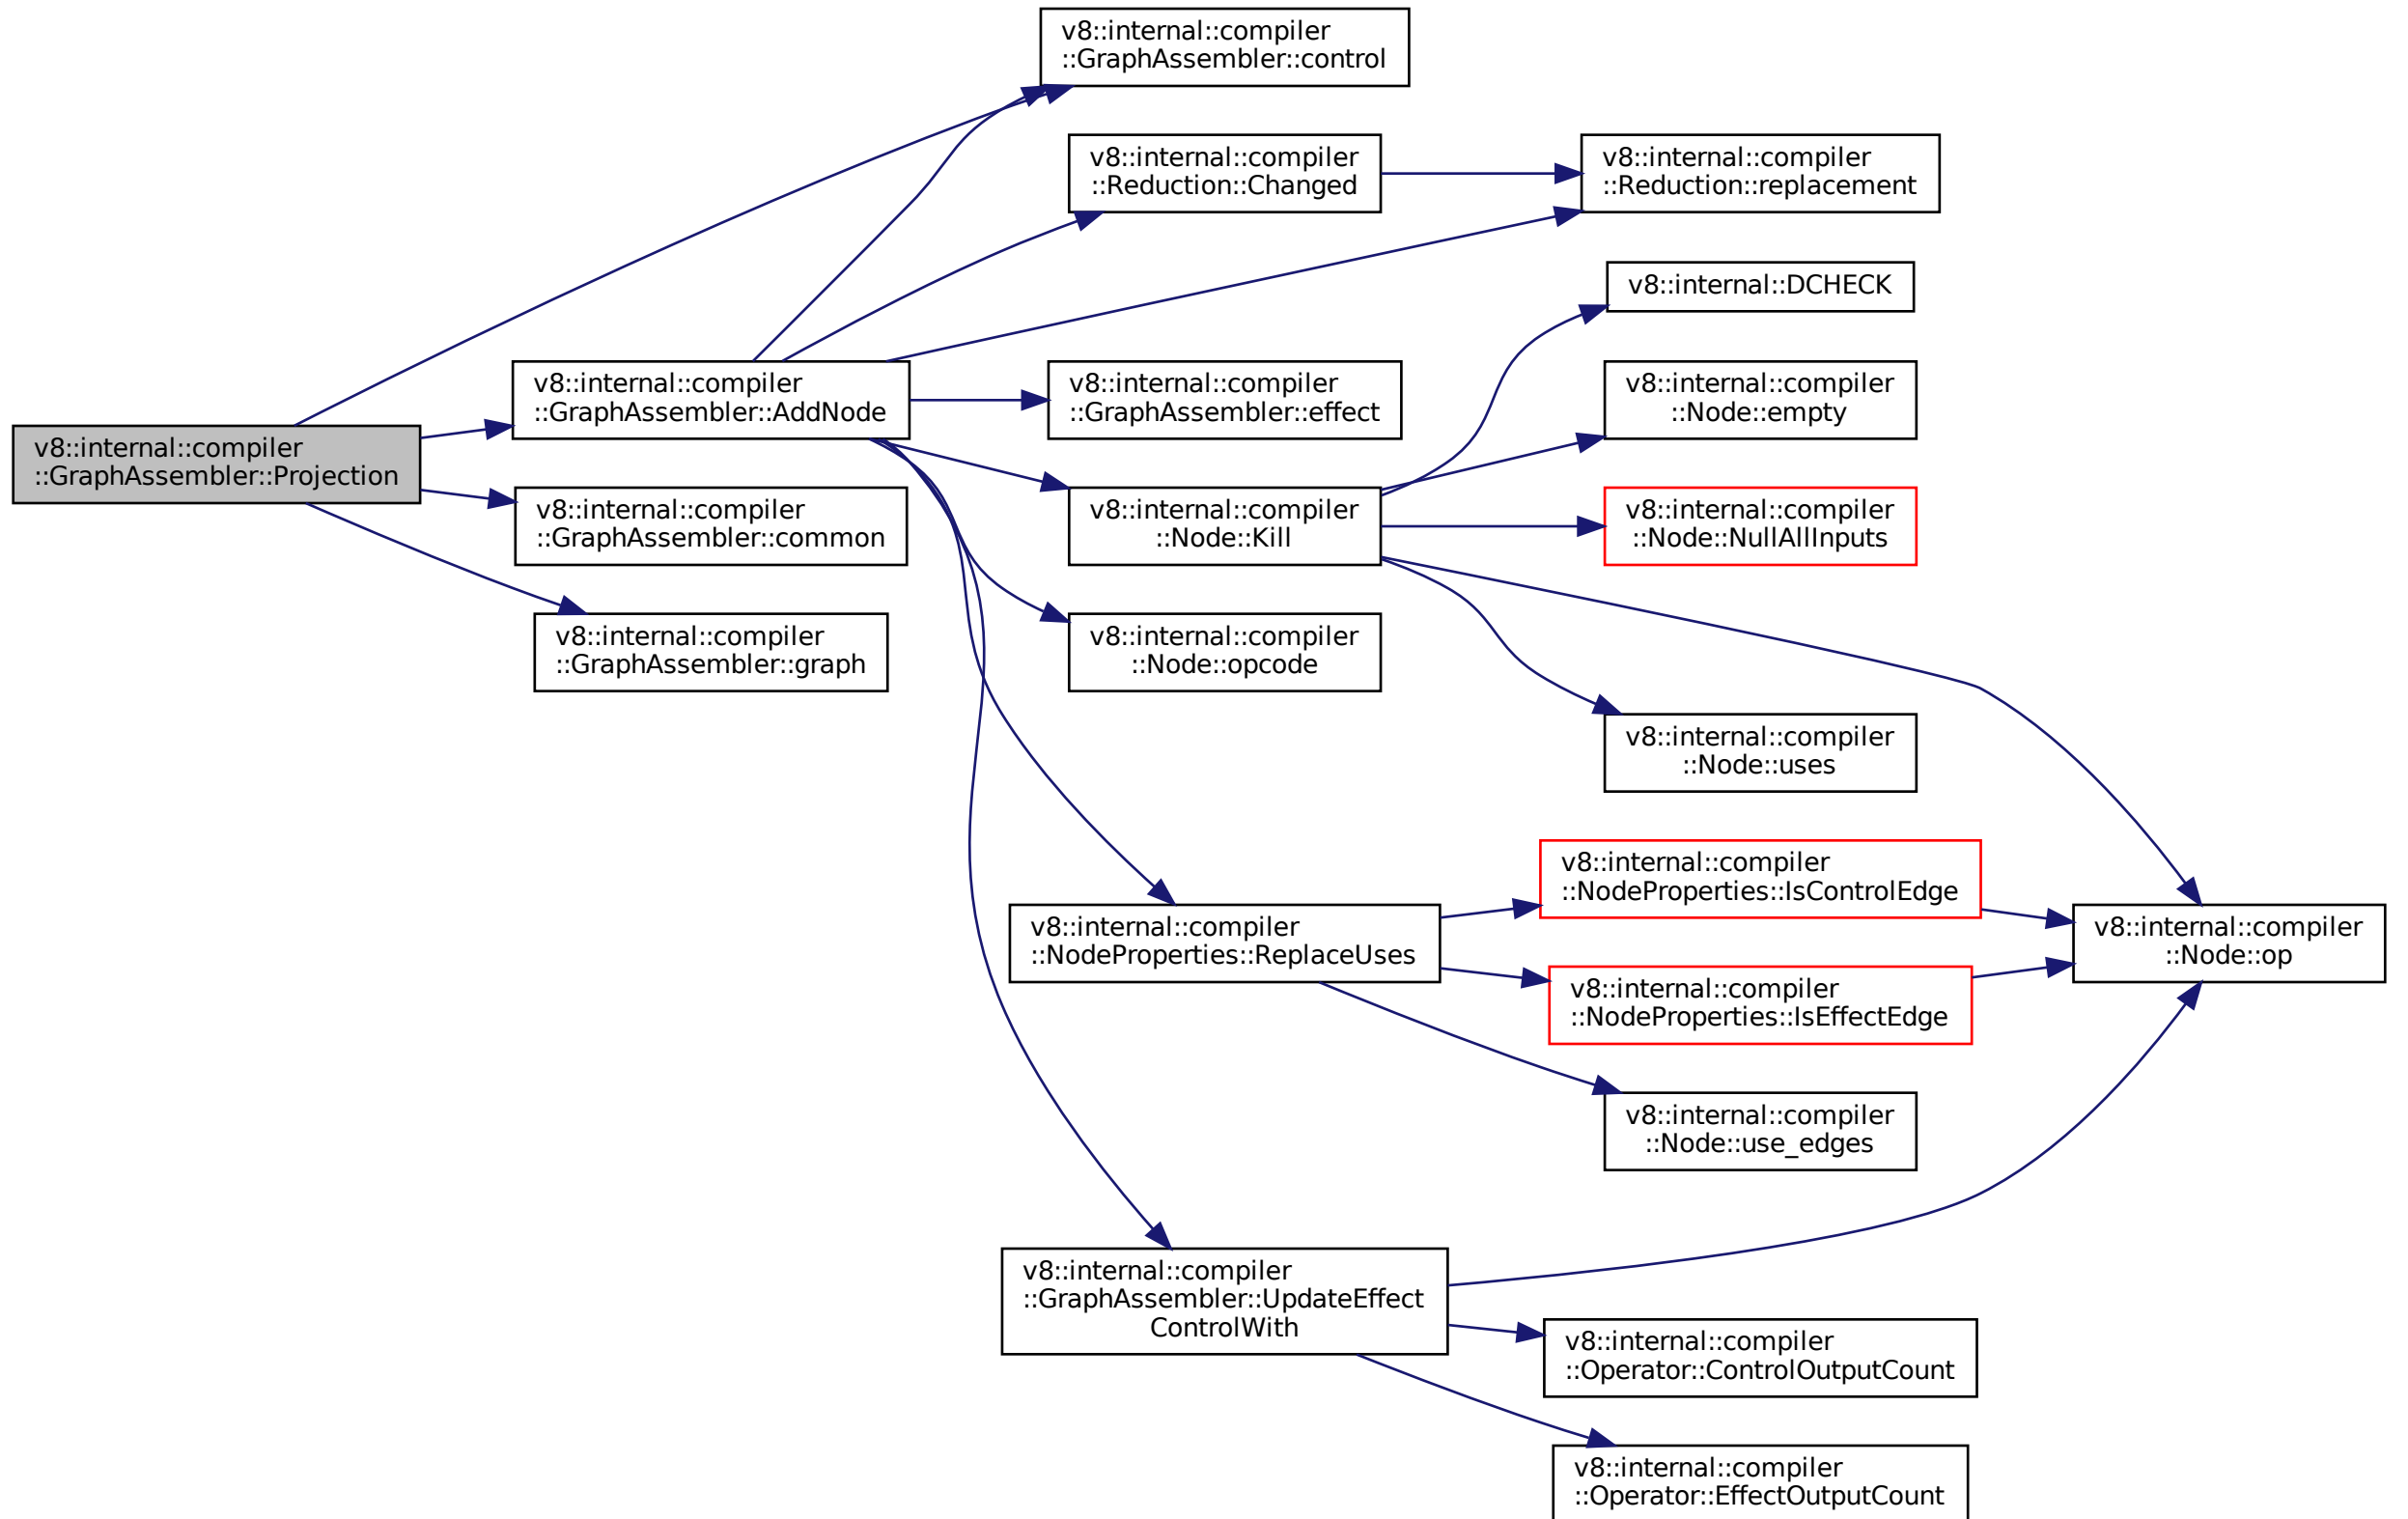 v8::internal::compiler
::GraphAssembler::control
v8::internal::compiler
::Reduction::Changed
v8::internal::compiler
::Reduction::replacement
v8::internal::DCHECK
v8::internal::compiler
::GraphAssembler::AddNode
v8::internal::compiler
::GraphAssembler::effect
v8::internal::compiler
::Node::empty
v8::internal::compiler
::GraphAssembler::Projection
v8::internal::compiler
::GraphAssembler::common
v8::internal::compiler
::Node::Kill
v8::internal::compiler
::Node::NullAllInputs
v8::internal::compiler
::GraphAssembler::graph
v8::internal::compiler
::Node::opcode
v8::internal::compiler
::Node::uses
v8::internal::compiler
::NodeProperties::IsControlEdge
v8::internal::compiler
::NodeProperties::ReplaceUses
v8::internal::compiler
::Node::op
v8::internal::compiler
::NodeProperties::IsEffectEdge
v8::internal::compiler
::Node::use_edges
v8::internal::compiler
::GraphAssembler::UpdateEffect
ControlWith
v8::internal::compiler
::Operator::ControlOutputCount
v8::internal::compiler
::Operator::EffectOutputCount